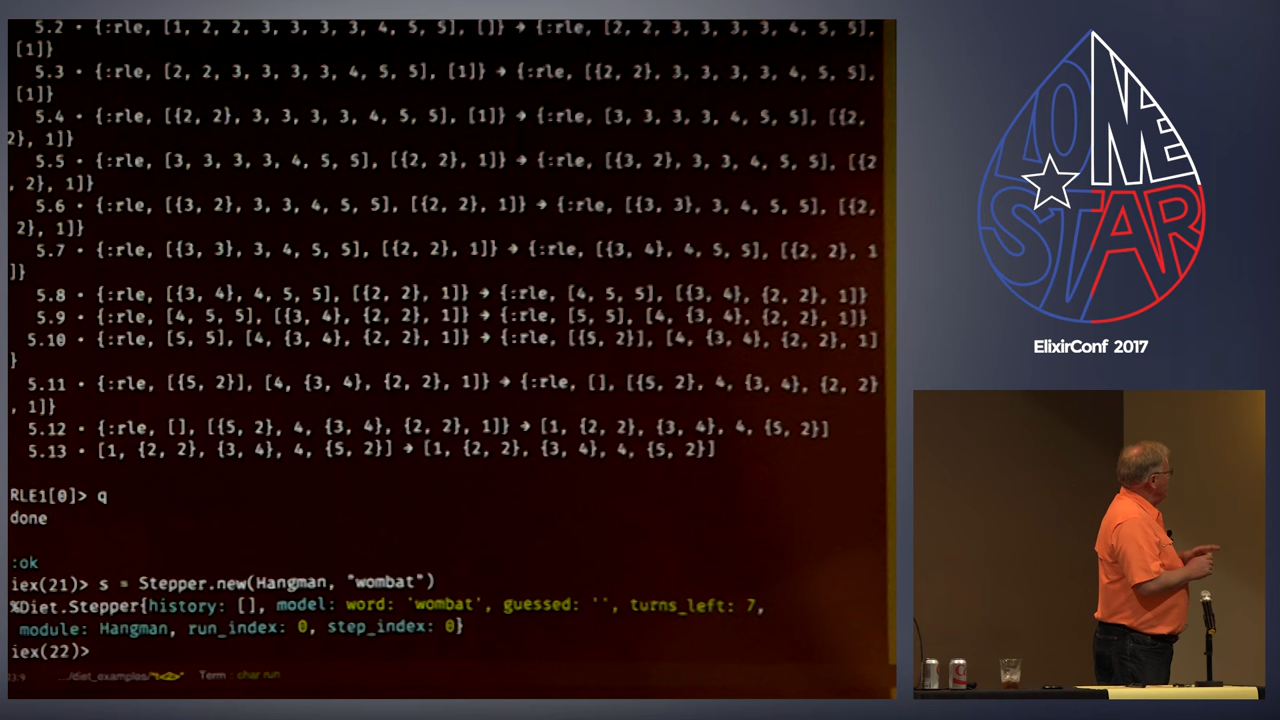 5.2 • {:rle, [1, 2, 2, 3, 3, 3, 3, 4, 5, 5], []} → {:rle, [2, 2, 3, 3, 3, 3, 4, 5, 5],
[1]}
5.3 • {:rle, [2, 2, 3, 3, 3, 3, 4, 5, 5], [1]} → {:rle, [{2, 2}, 3, 3, 3, 3, 4, 5, 5],
[1]}
5.4 • {:rle, [{2, 2}, 3, 3, 3, 3, 4, 5, 5], [1]} → {:rle, [3, 3, 3, 3, 4, 5, 5], [{2,
2}, 1]}
5.5 • {:rle, [3, 3, 3, 3, 4, 5, 5], [{2, 2}, 1]} → {:rle, [{3, 2}, 3, 3, 4, 5, 5], [{2
, 2}, 1]}
5.6 • {:rle, [{3, 2}, 3, 3, 4, 5, 5], [{2, 2}, 1]} → {:rle, [{3, 3}, 3, 4, 5, 5], [{2,
2}, 1]}
5.7 • {:rle, [{3, 3}, 3, 4, 5, 5], [{2, 2}, 1]} → {:rle, [{3, 4}, 4, 5, 5], [{2, 2}, 1
]}
5.8 • {:rle, [{3, 4}, 4, 5, 5], [{2, 2}, 1]} → {:rle, [4, 5, 5], [{3, 4}, {2, 2}, 1]}
5.9 • {:rle, [4, 5, 5], [{3, 4}, {2, 2}, 1]} → {:rle, [5, 5], [4, {3, 4}, {2, 2}, 1]}
5.10 • {:rle, [5, 5], [4, {3, 4}, {2, 2}, 1]} → {:rle, [{5, 2}], [4, {3, 4}, {2, 2}, 1]
}
5.11 • {:rle, [{5, 2}], [4, {3, 4}, {2, 2}, 1]} → {:rle, [], [{5, 2}, 4, {3, 4}, {2, 2}
, 1]}
5.12 • {:rle, [], [{5, 2}, 4, {3, 4}, {2, 2}, 1]} → [1, {2, 2}, {3, 4}, 4, {5, 2}]
5.13 • [1, {2, 2}, {3, 4}, 4, {5, 2}] → [1, {2, 2}, {3, 4}, 4, {5, 2}]
RLE1[0]> q
done
:ok
iex(21)> s = Stepper.new(Hangman, "wombat")
%Diet.Stepper{history: [], model: word: 'wombat', guessed: '', turns_left: 7,
module: Hangman, run_index: 0, step_index: 0}
iex(22)>
.../diet_examples/"t<2>" Term : char run
LONE
STAR
ElixirConf 2017